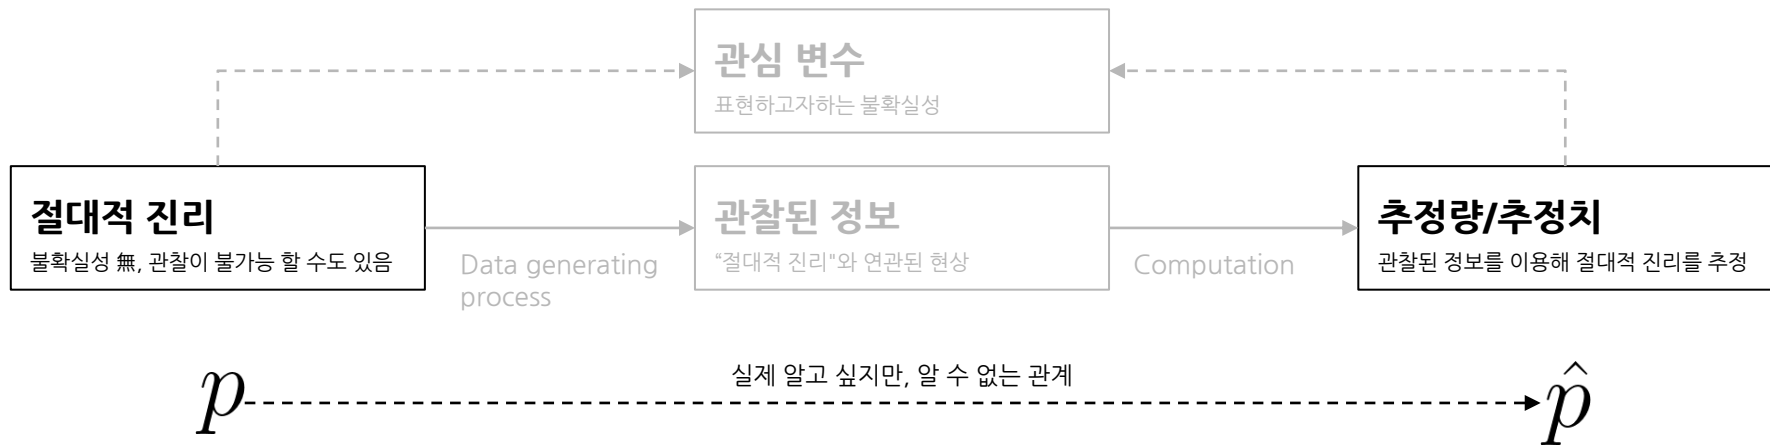 관심 변수
표현하고자하는 불확실성
절대적 진리
불확실성 無, 관찰이 불가능 할 수도 있음
Data generating
process
관찰된 정보
“절대적 진리"와 연관된 현상
Computation
추정량/추정치
관찰된 정보를 이용해 절대적 진리를 추정
p
실제 알고 싶지만, 알 수 없는 관계
p̂